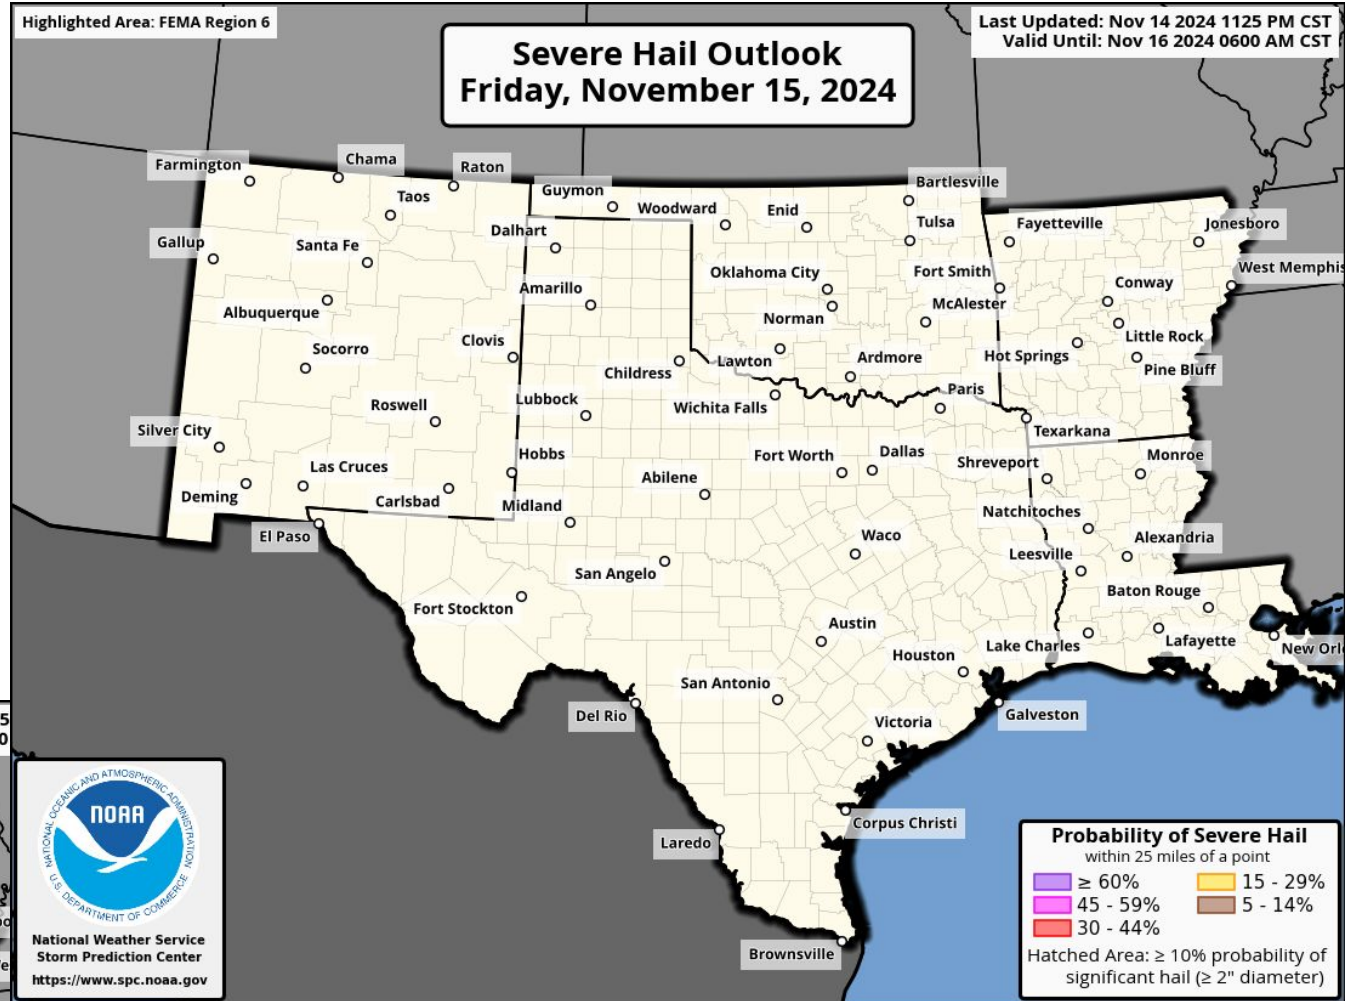 Highlighted Area: FEMA Region 6
Last Updated: Nov 14 2024 1125 PM CST
Valid Until: Nov 16 2024 0600 AM CST
Severe Hail Outlook
Friday, November 15, 2024
Farmington
Chama
Raton
Taos
Guymon
Woodward
Enid
Bartlesville
Tulsa
Fayetteville
Jonesboro
Gallup
Santa Fe
Dalhart
Oklahoma City
Fort Smith
West Memphis
Amarillo
Conway
Albuquerque
Norman
McAlester
Socorro
Clovis
Little Rock
Childress
Lawton
Ardmore
Hot Springs
Pine Bluff
Roswell
Lubbock
Wichita Falls
Paris
Silver City
Texarkana
Las Cruces
Hobbs
Abilene
Fort Worth
Dallas
Shreveport
Monroe
Deming
Carlsbad
Midland
Natchitoches
El Paso
Waco
Alexandria
San Angelo
Leesville
Fort Stockton
Baton Rouge
Austin
Lake Charles
Lafayette
New Orl
Houston
San Antonio
Del Rio
Victoria
Galveston
Laredo
Corpus Christi
Brownsville
5
0
NATIONAL OCEANIC AND ATMOSPHERIC ADMINISTRATION
NOAA
U.S. DEPARTMENT OF COMMERCE
National Weather Service
Storm Prediction Center
https://www.spc.noaa.gov
Probability of Severe Hail
within 25 miles of a point
≥ 60%
15 - 29%
45 - 59%
5 - 14%
30 - 44%
Hatched Area: ≥ 10% probability of
significant hail (≥ 2" diameter)